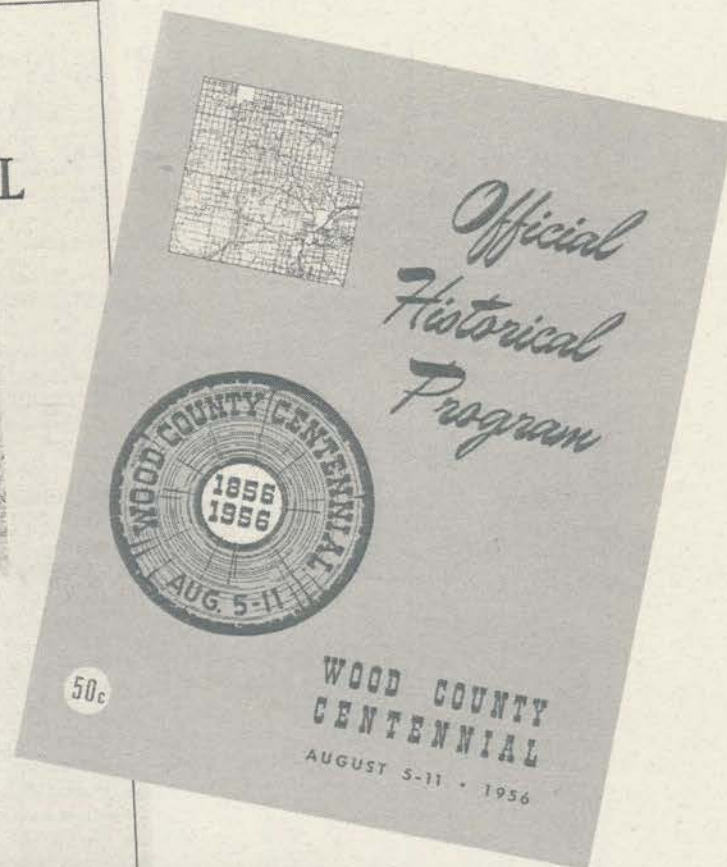 L
Official
Historical
Program
WOOD COUNTY CENTENNIAL
1856
1956
AUG. 5-11
50c
WOOD COUNTY
CENTENNIAL
AUGUST 5-11 • 1956